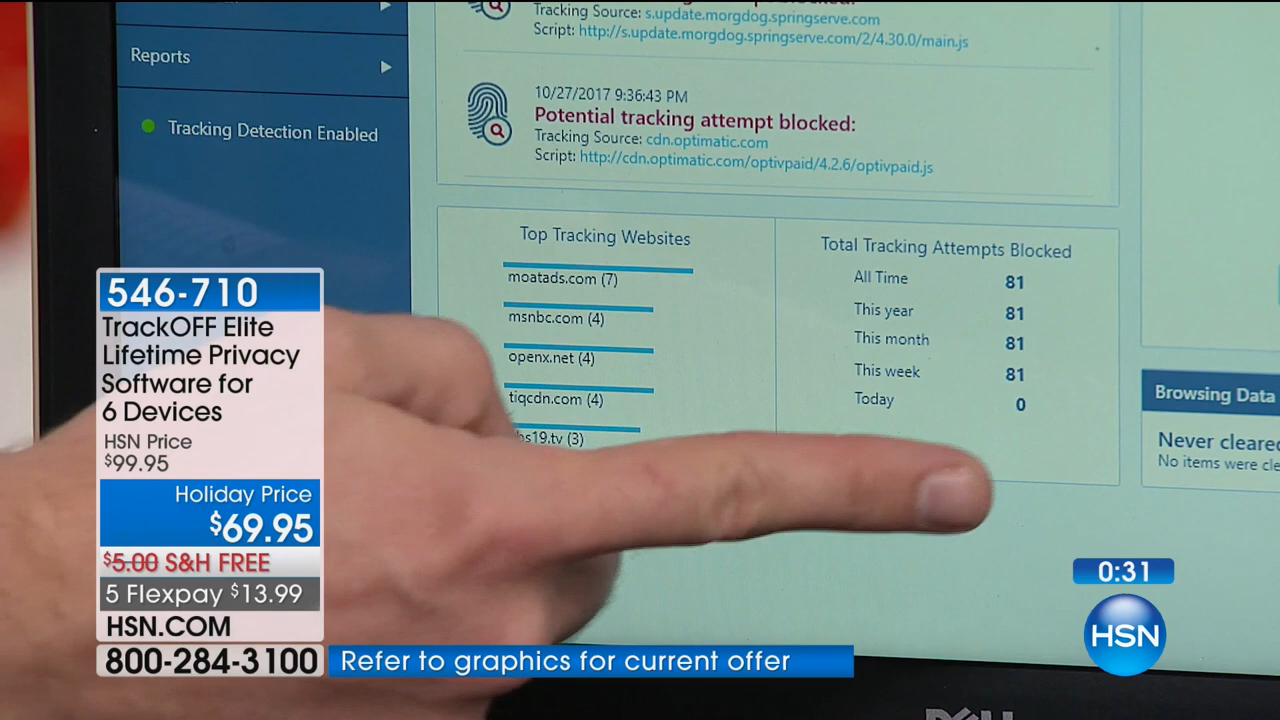 Tracking Source: s.update.morgdog.springserve.com
Script: http://s.update.morgdog.springserve.com/2/4.30.0/main.js
Reports
10/27/2017 9:36:43 PM
Potential tracking attempt blocked:
Tracking Source: cdn.optimatic.com
Script: http://cdn.optimatic.com/optivpaid/4.2.6/optivpaid.js
Tracking Detection Enabled
Top Tracking Websites
moatads.com (7)
msnbc.com (4)
openx.net (4)
tiqcdn.com (4)
Total Tracking Attempts Blocked
All Time 81
This year 81
This month 81
This week 81
Today 0
Browsing Data
Never cleared
No items were
546-710
TrackOFF Elite
Lifetime Privacy
Software for
6 Devices
HSN Price
$99.95
Holiday Price
$69.95
$5.00 S&H FREE
5 Flexpay $13.99
HSN.COM
800-284-3100
Refer to graphics for current offer
0:31
HSN
DELL